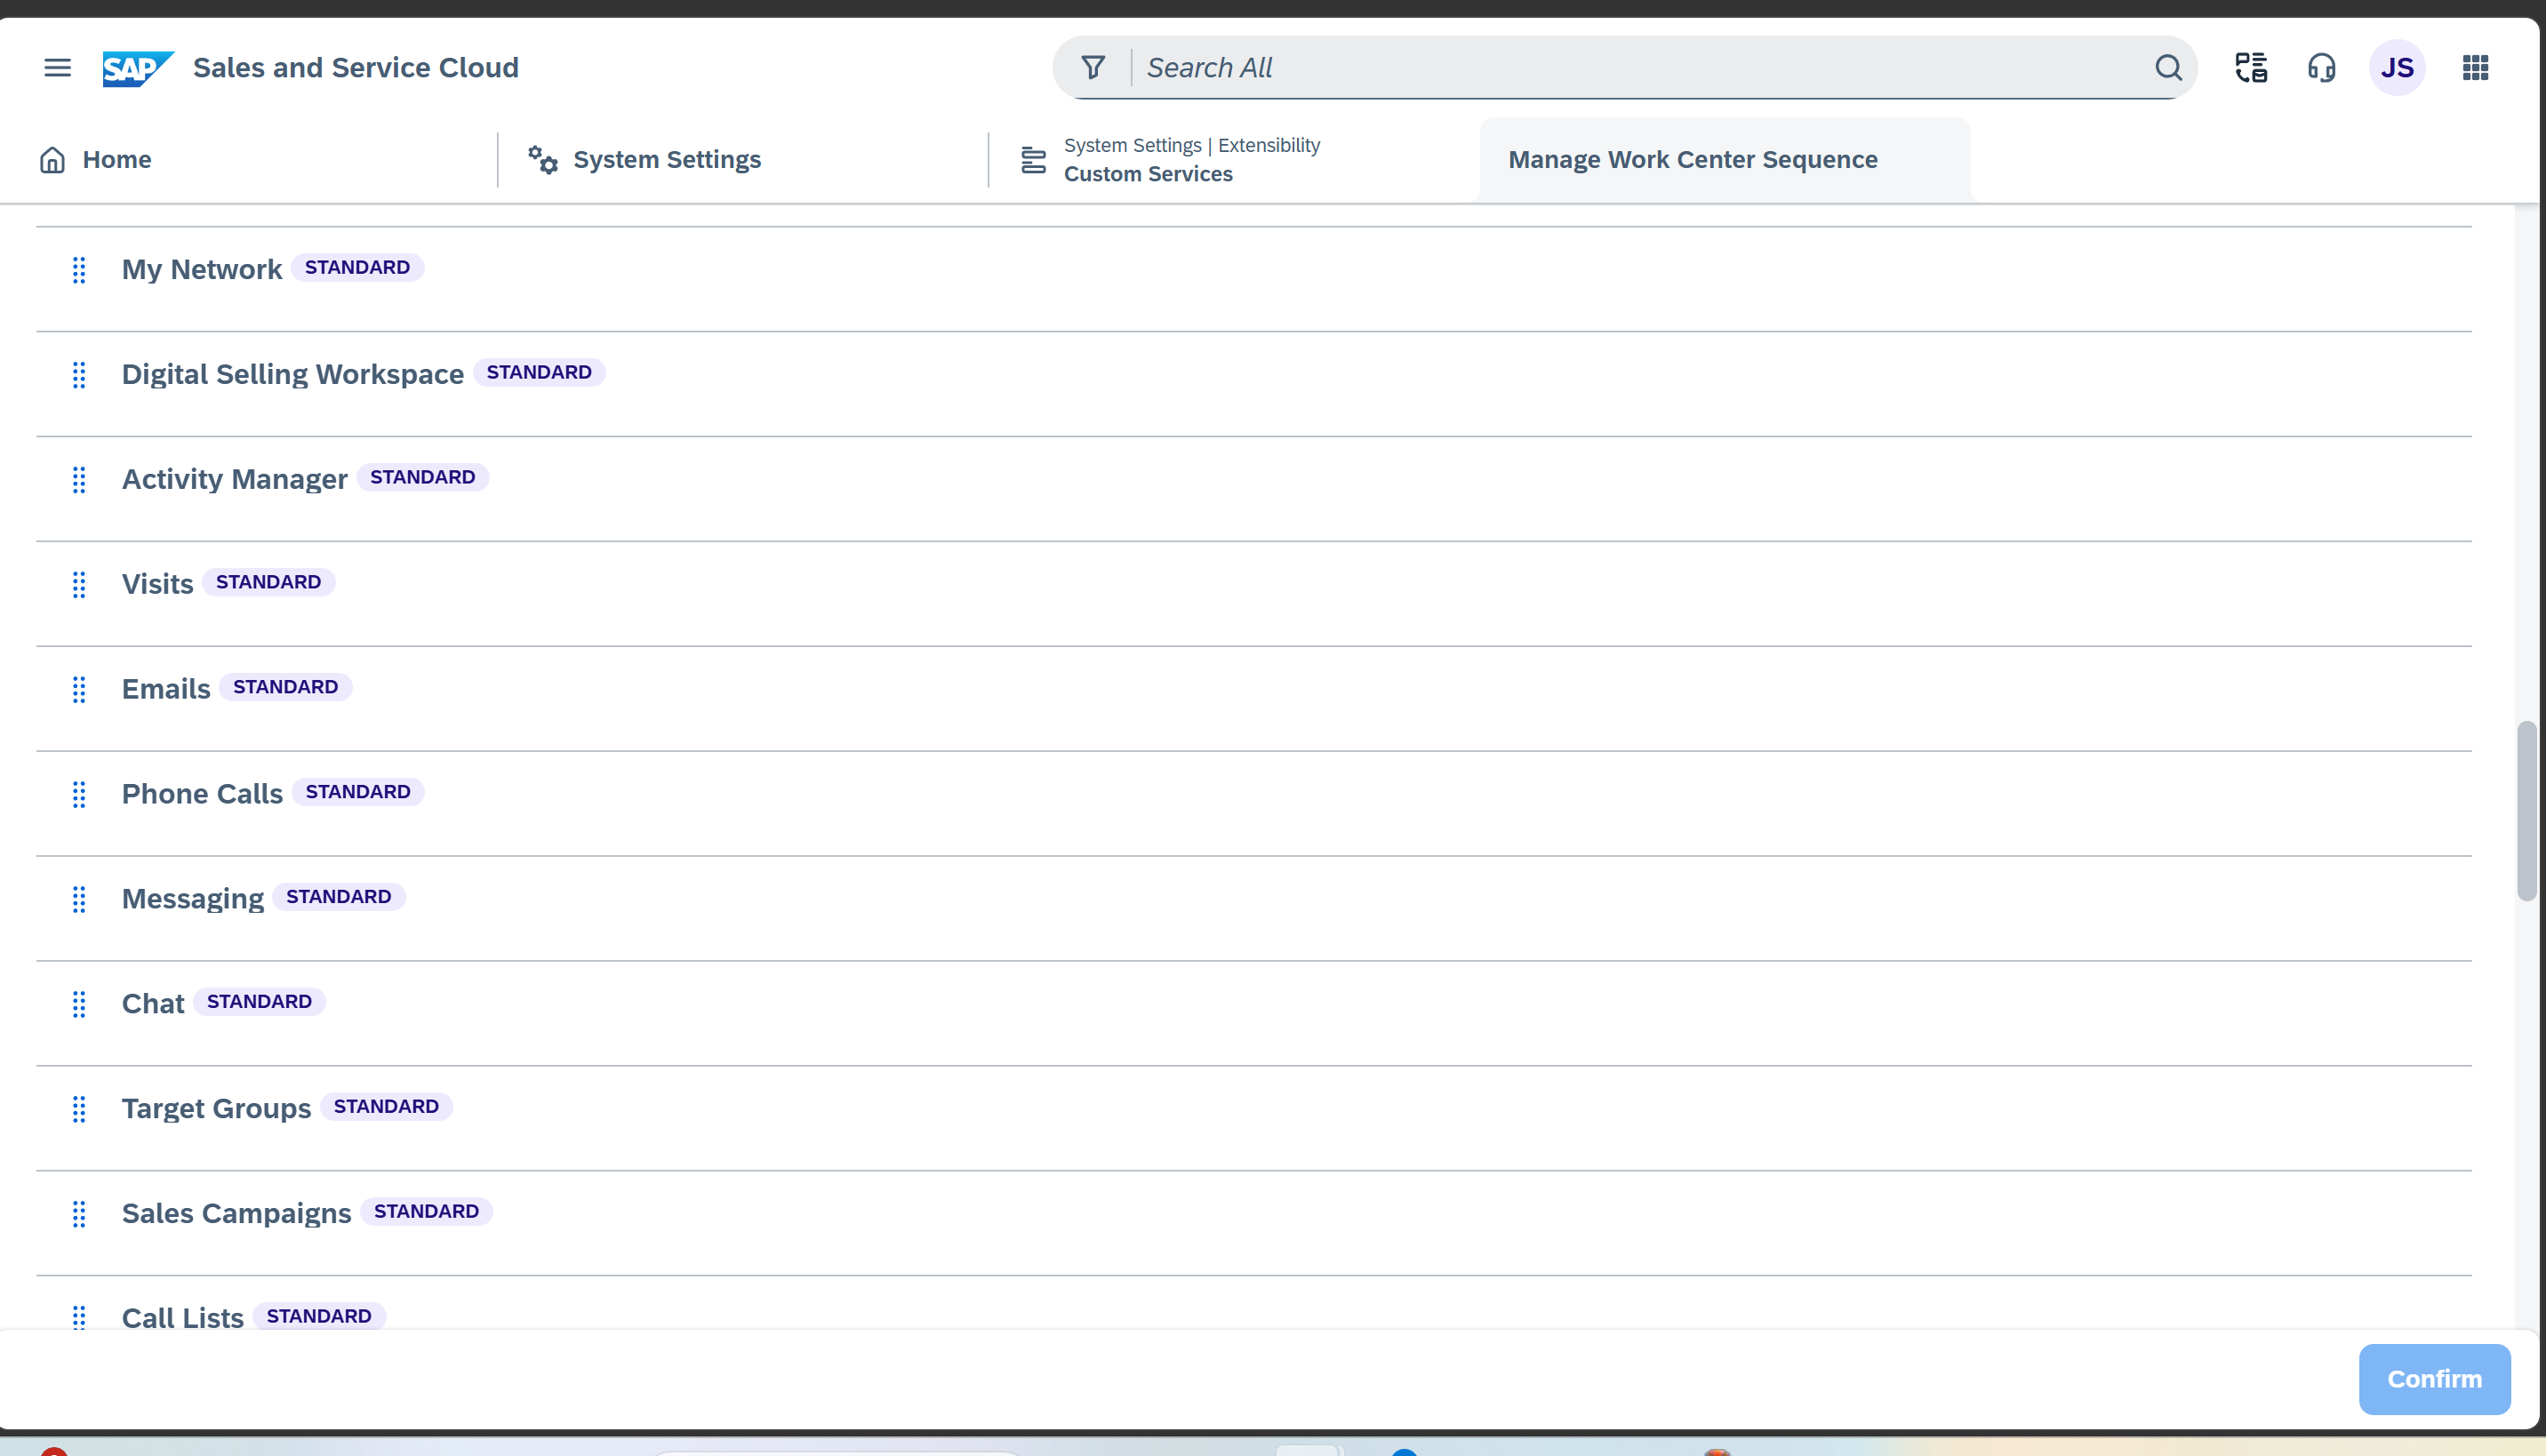 SAP Sales and Service Cloud
Search All
JS
Home
System Settings
System Settings | Extensibility
Custom Services
Manage Work Center Sequence
My Network STANDARD
Digital Selling Workspace STANDARD
Activity Manager STANDARD
Visits STANDARD
Emails STANDARD
Phone Calls STANDARD
Messaging STANDARD
Chat STANDARD
Target Groups STANDARD
Sales Campaigns STANDARD
Call Lists STANDARD
Confirm